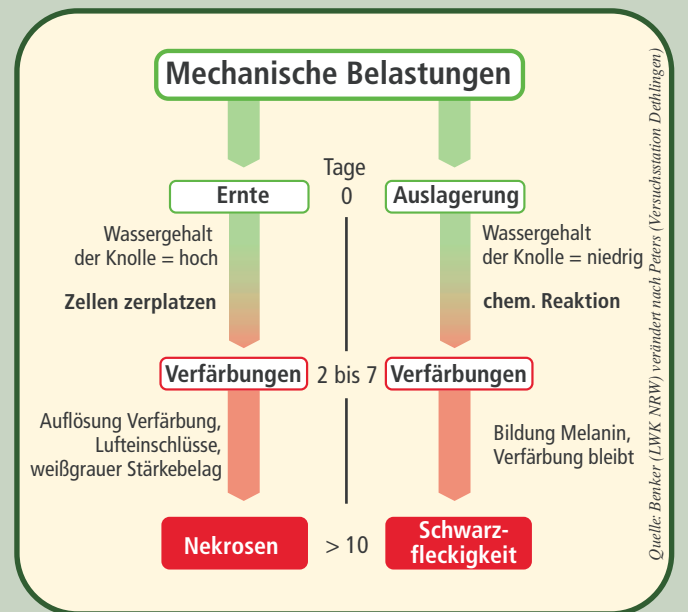 Mechanische Belastungen
Tage
Ernte
0
Auslagerung
Wassergehalt
der Knolle = hoch
Zellen zerplatzen
Wassergehalt
der Knolle = niedrig
chem. Reaktion
Verfärbungen
2 bis 7
Verfärbungen
Auflösung Verfärbung,
Lufteinschlüsse,
weißgrauer Stärkebelag
Bildung Melanin,
Verfärbung bleibt
Nekrosen
> 10
Schwarz-
fleckigkeit
Quelle: Benker (LWK NRW) verändert nach Peters (Versuchsstation Dethlingen)